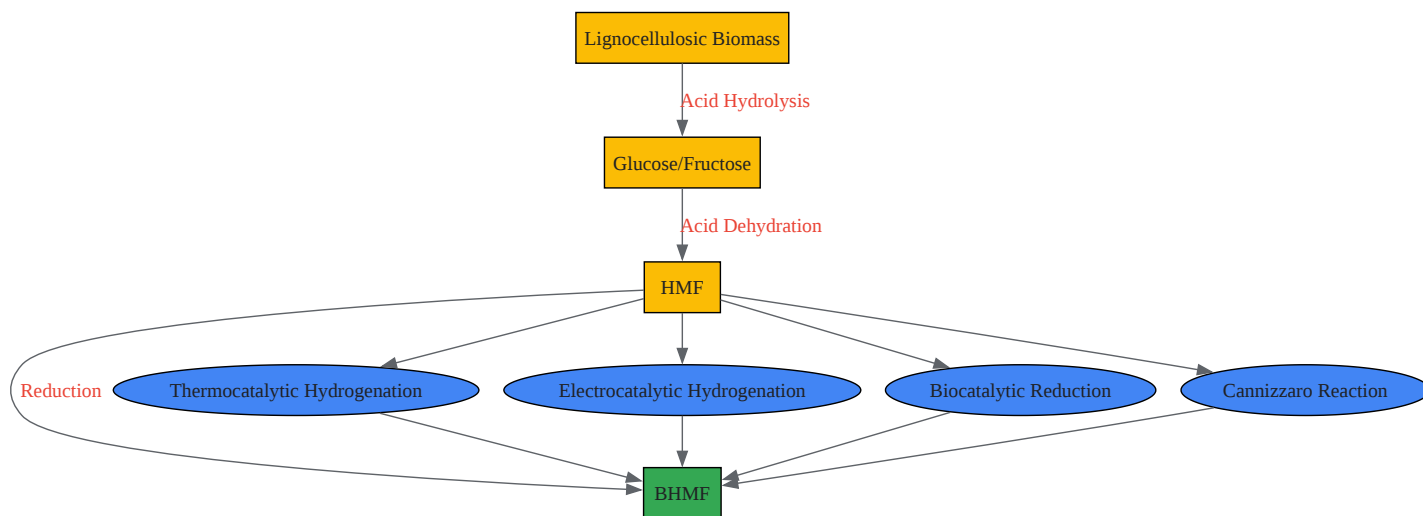 Lignocellulosic Biomass
Acid Hydrolysis
Glucose/Fructose
Acid Dehydration
HMF
Reduction
Thermocatalytic Hydrogenation
Electrocatalytic Hydrogenation
Biocatalytic Reduction
Cannizzaro Reaction
BHMF